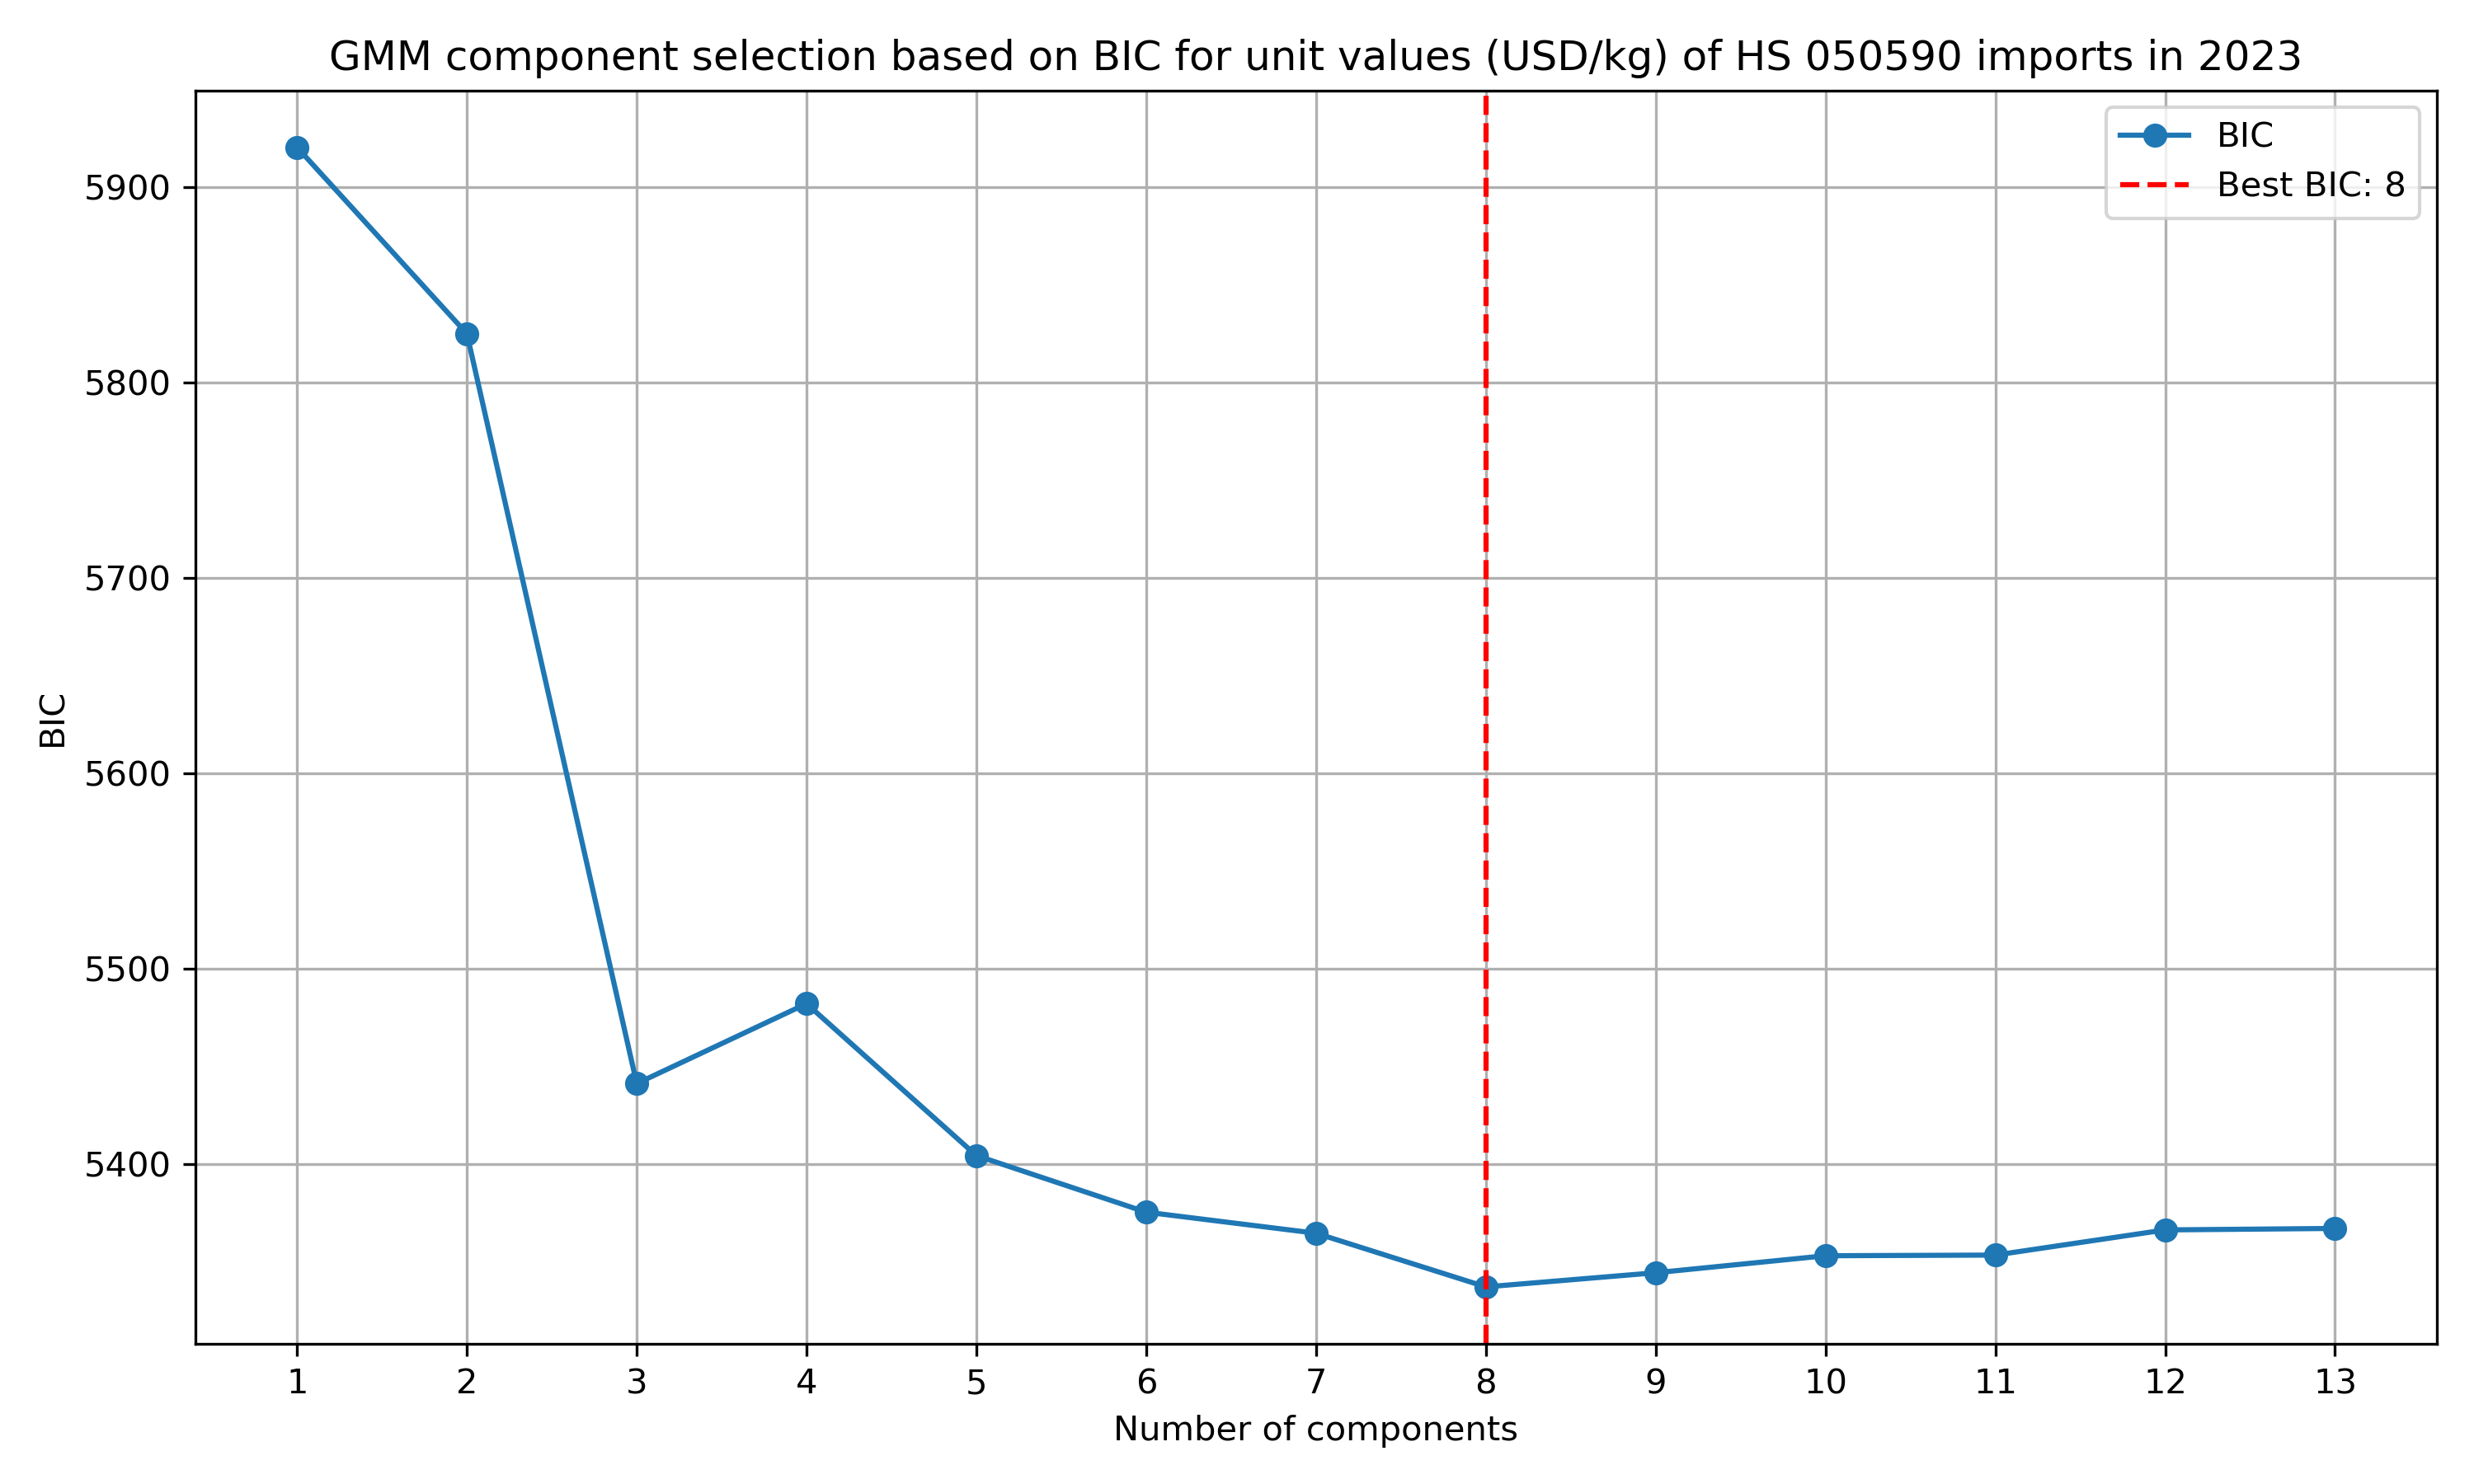 GMM component selection based on BIC for unit values (USD/kg) of HS 050590 imports in 2023
BIC
Best BIC: 8
5900
5800
5700
5600
5500
5400
BIC
1 2 3 4 5 6 7 8 9 10 11 12 13
Number of components